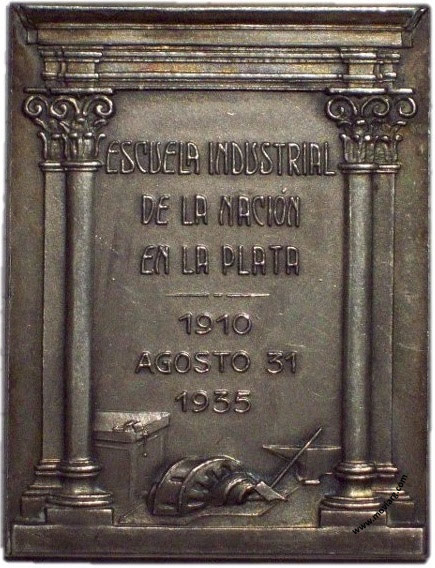 ESCUELA INDUSTRIAL
DE LA NACIÓN
EN LA PLATA
1910
AGOSTO 31
1935